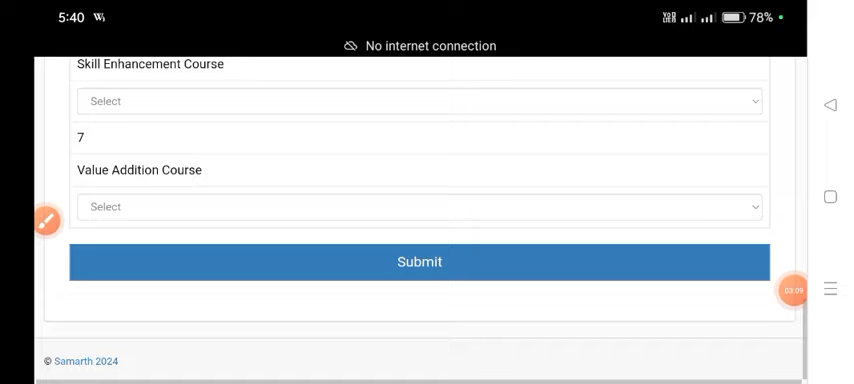 5:40
78%
No internet connection
Skill Enhancement Course
Select
7
Value Addition Course
Select
Submit
03:09
© Samarth 2024